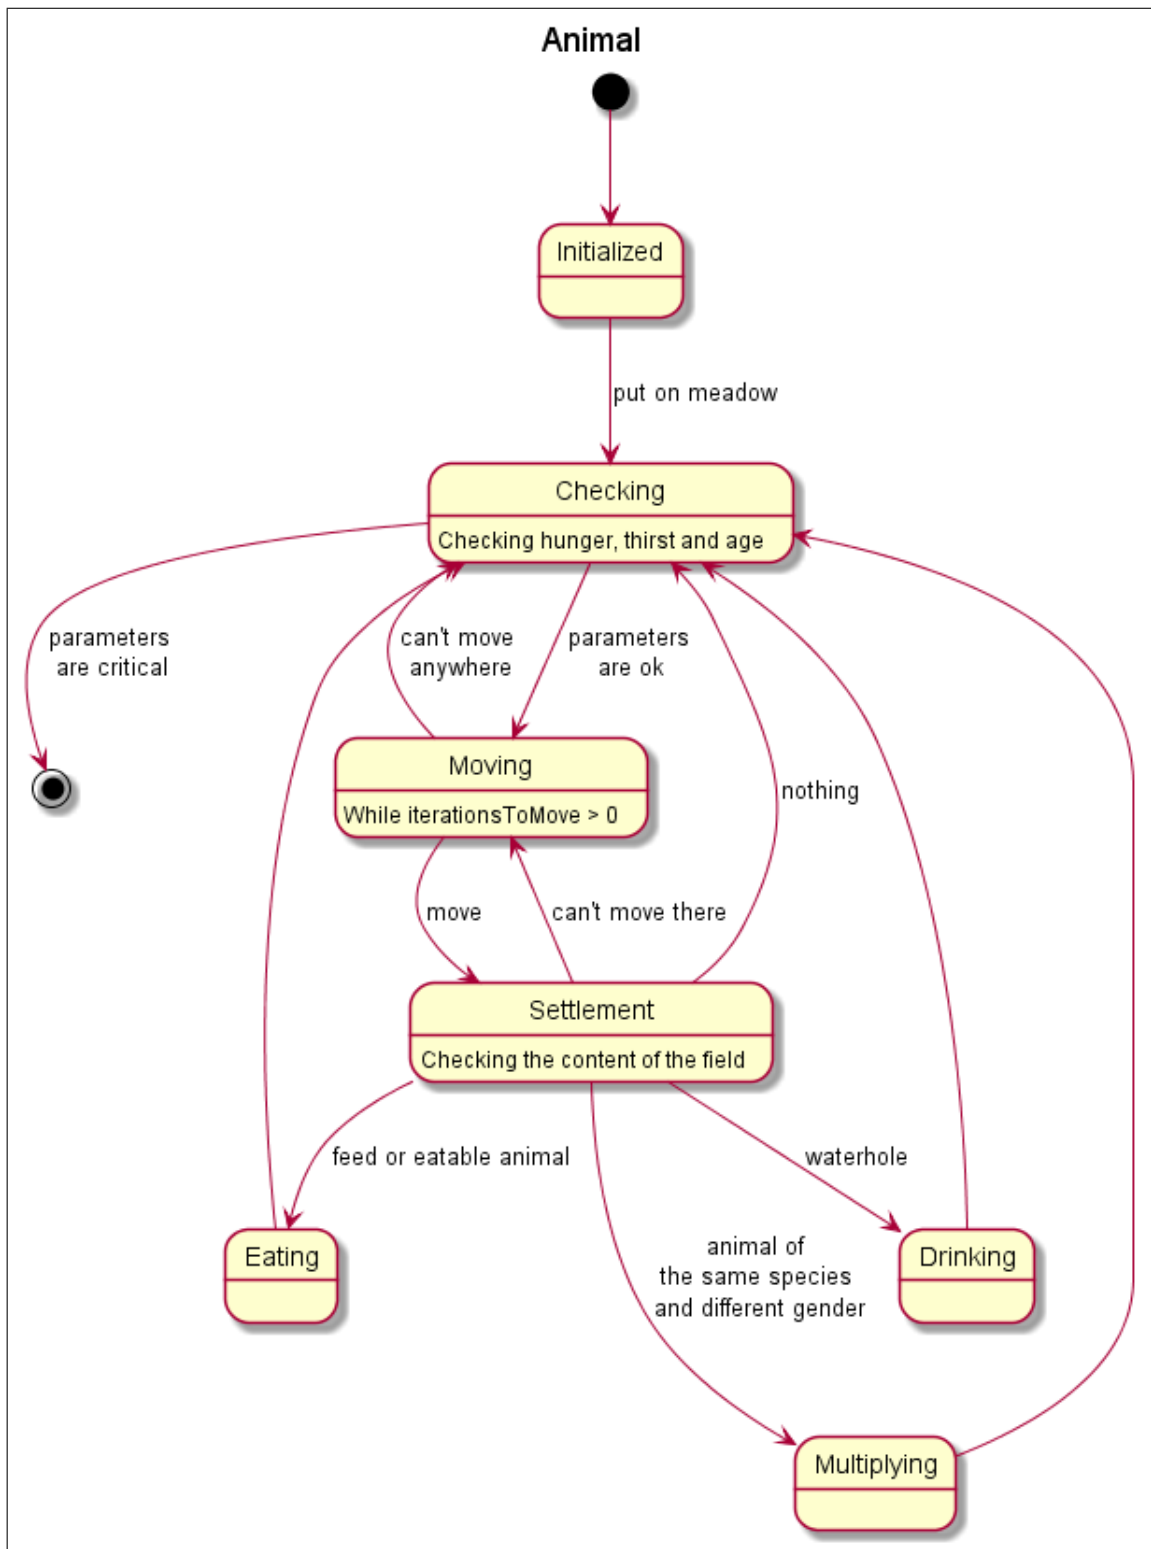 Animal
Initialized
put on meadow
Checking
Checking hunger, thirst and age
parameters
are critical
can't move
anywhere
parameters
are ok
Moving
While iterationsToMove > 0
nothing
move
can't move there
Settlement
Checking the content of the field
feed or eatable animal
waterhole
animal of
the same species
and different gender
Eating
Drinking
Multiplying